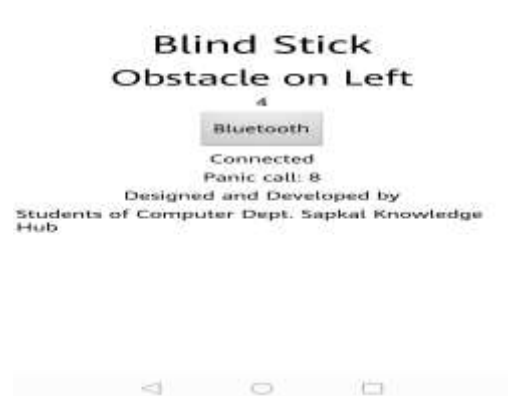 Blind Stick
Obstacle on Left
4
Bluetooth
Connected
Panic call: 8
Designed and Developed by
Students of Computer Dept. Sapkal Knowledge
Hub